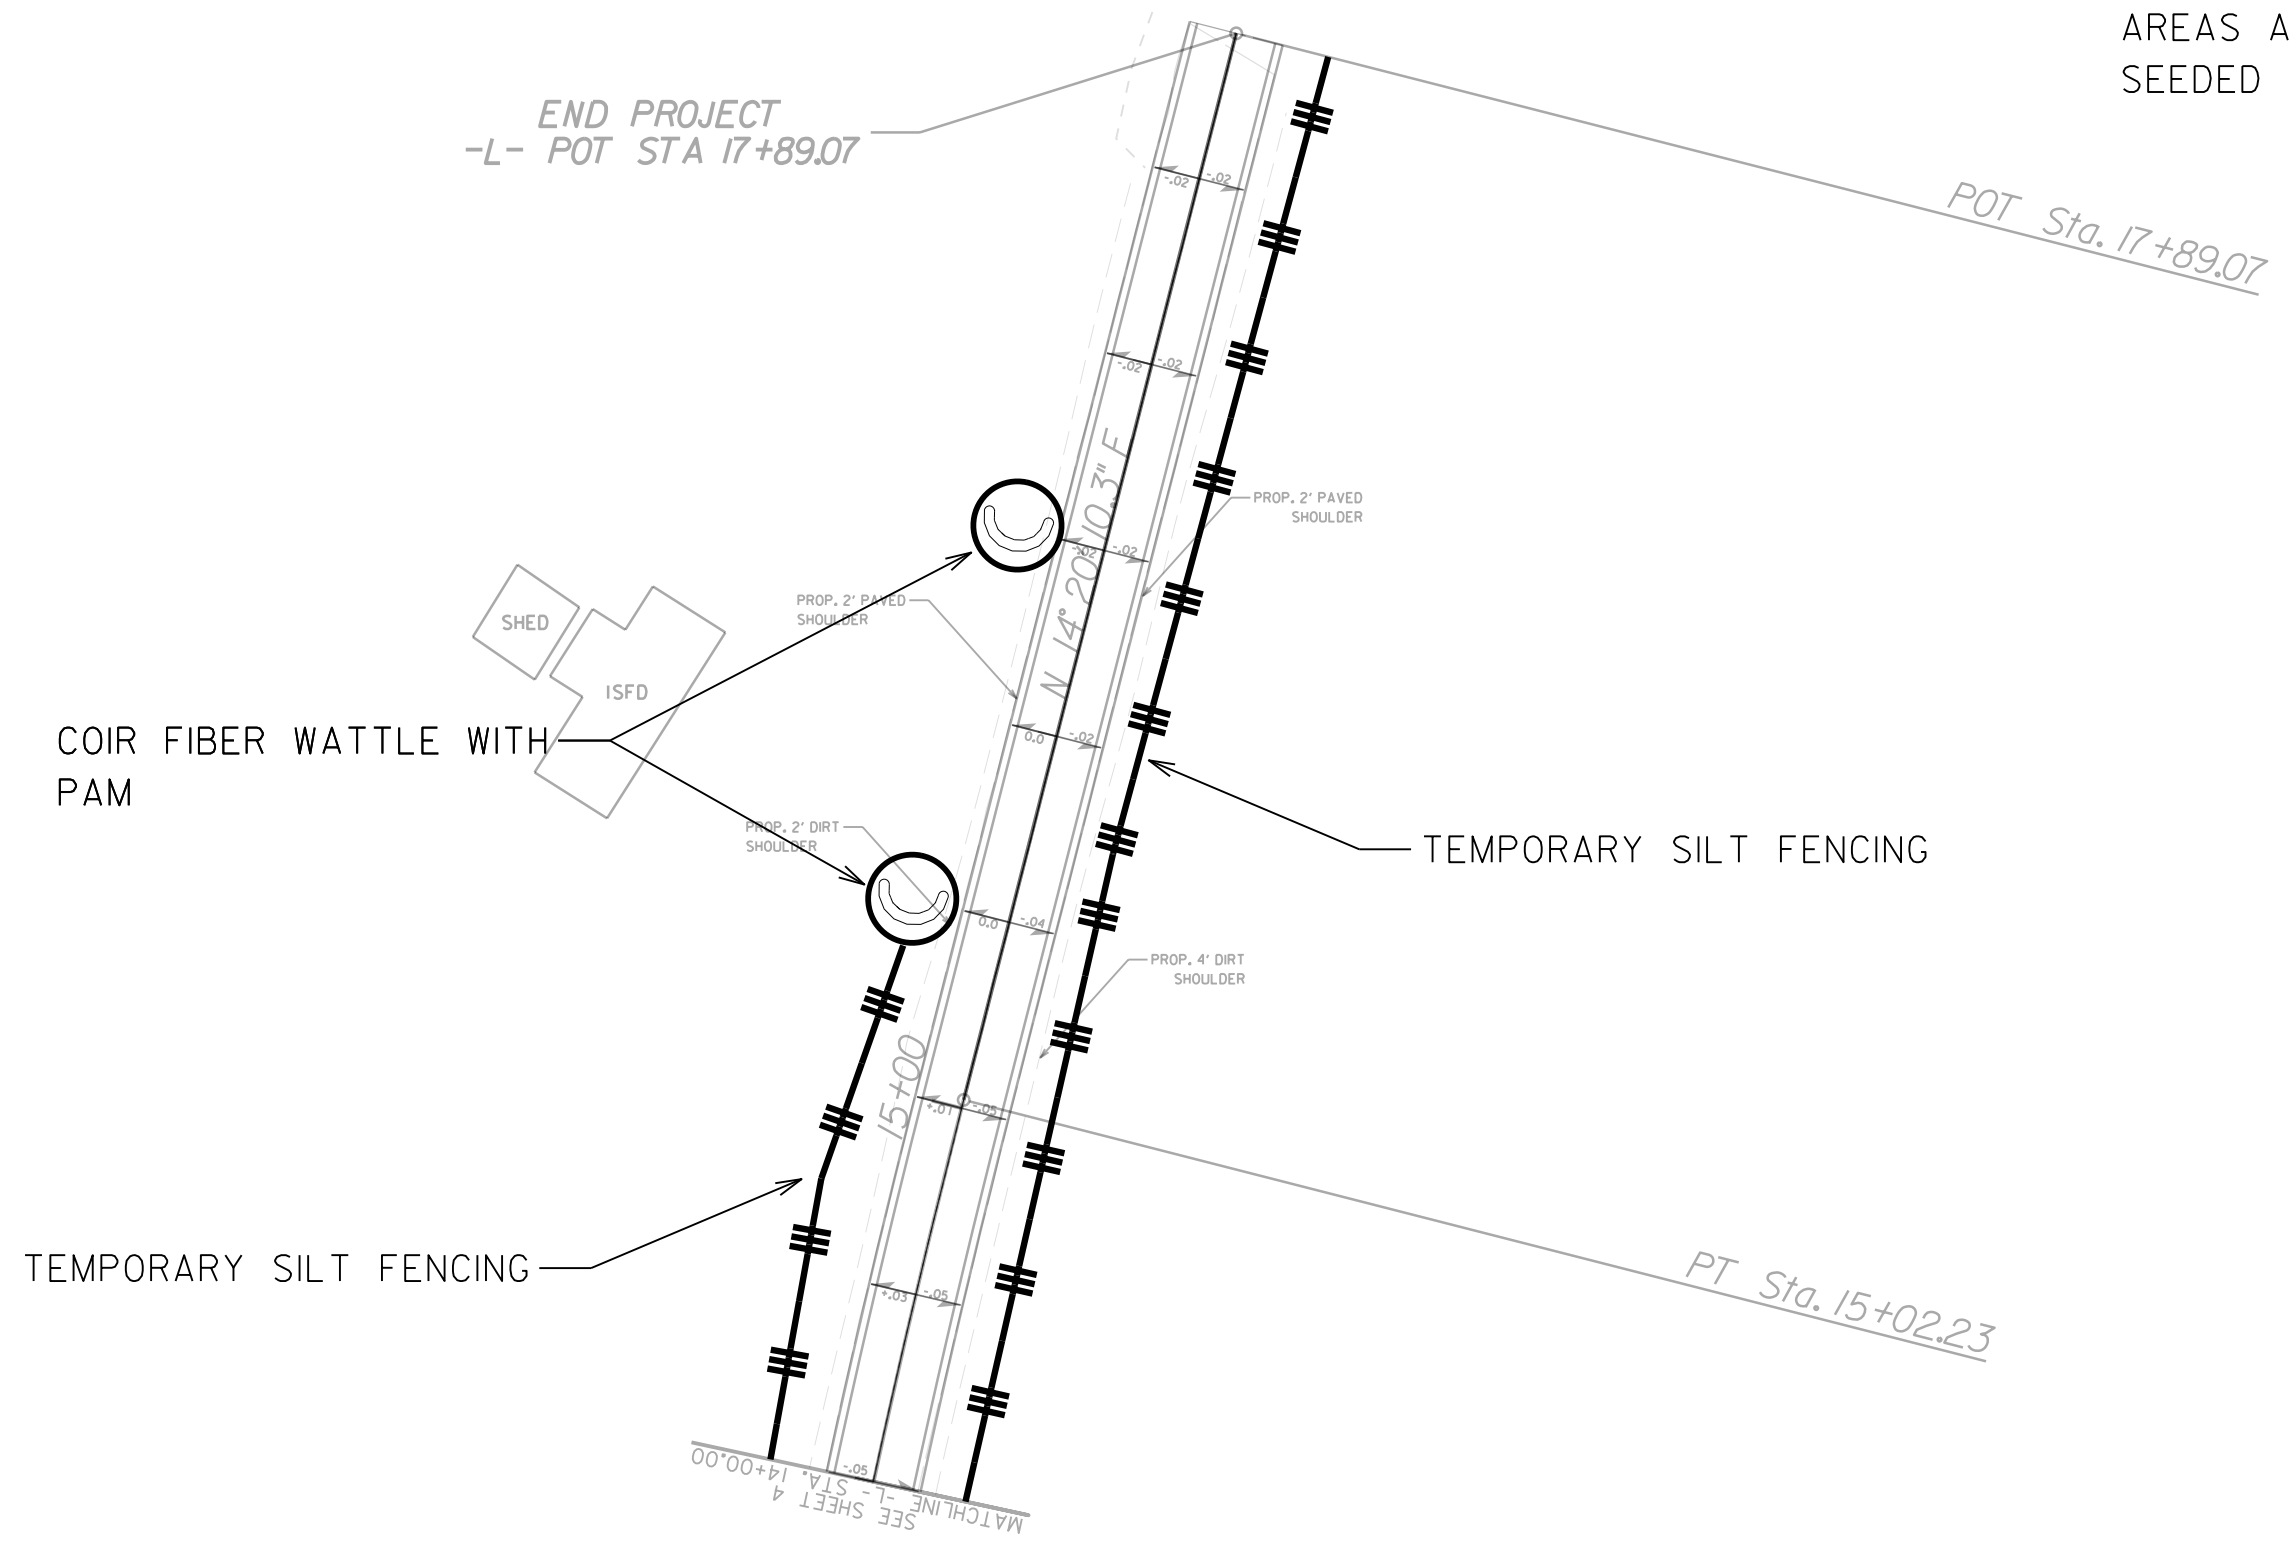 AREAS A
SEEDED
END PROJECT
-L- POT STA 17+89.07
POT Sta. 17+89.07
-.02 -.02
-.02 -.02
N 14° 20' 10.3" E
PROP. 2' PAVED
SHOULDER
-.02 -.02
PROP. 2' PAVED
SHOULDER
SHED
ISFD
COIR FIBER WATTLE WITH
PAM
0.0 -.02
PROP. 2' DIRT
SHOULDER
TEMPORARY SILT FENCING
0.0 -.04
PROP. 4' DIRT
SHOULDER
15+00
+.01 -.05
TEMPORARY SILT FENCING
+.03 -.05
PT Sta. 15+02.23
-.05
MATCHLINE -L- STA. 14+00.00
SEE SHEET 4